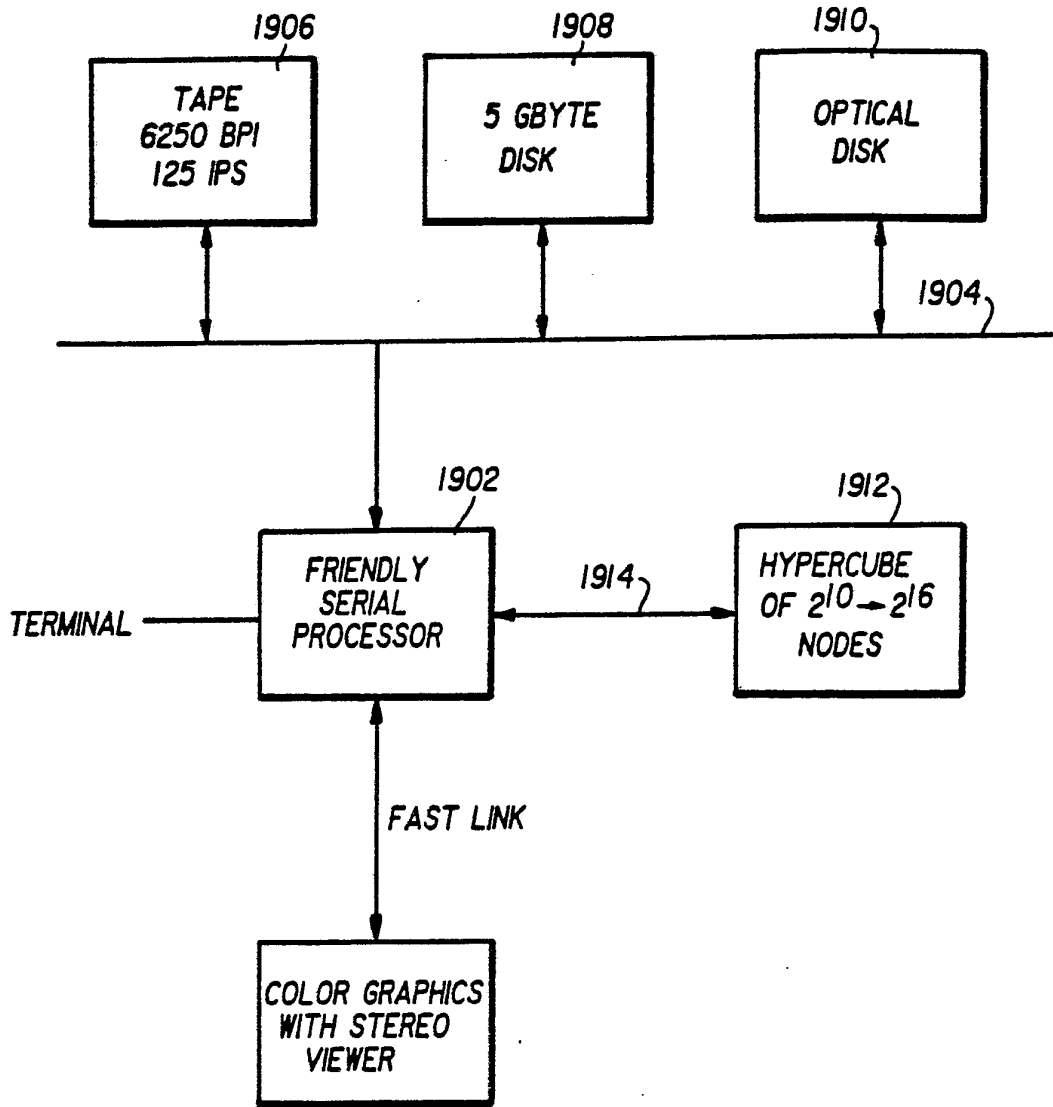 1906
1908
1910
TAPE
6250 BPI
125 IPS
5 GBYTE
DISK
OPTICAL
DISK
1904
1902
1912
FRIENDLY
SERIAL
PROCESSOR
1914
HYPERCUBE
OF 2^10→2^16
NODES
TERMINAL
FAST LINK
COLOR GRAPHICS
WITH STEREO
VIEWER